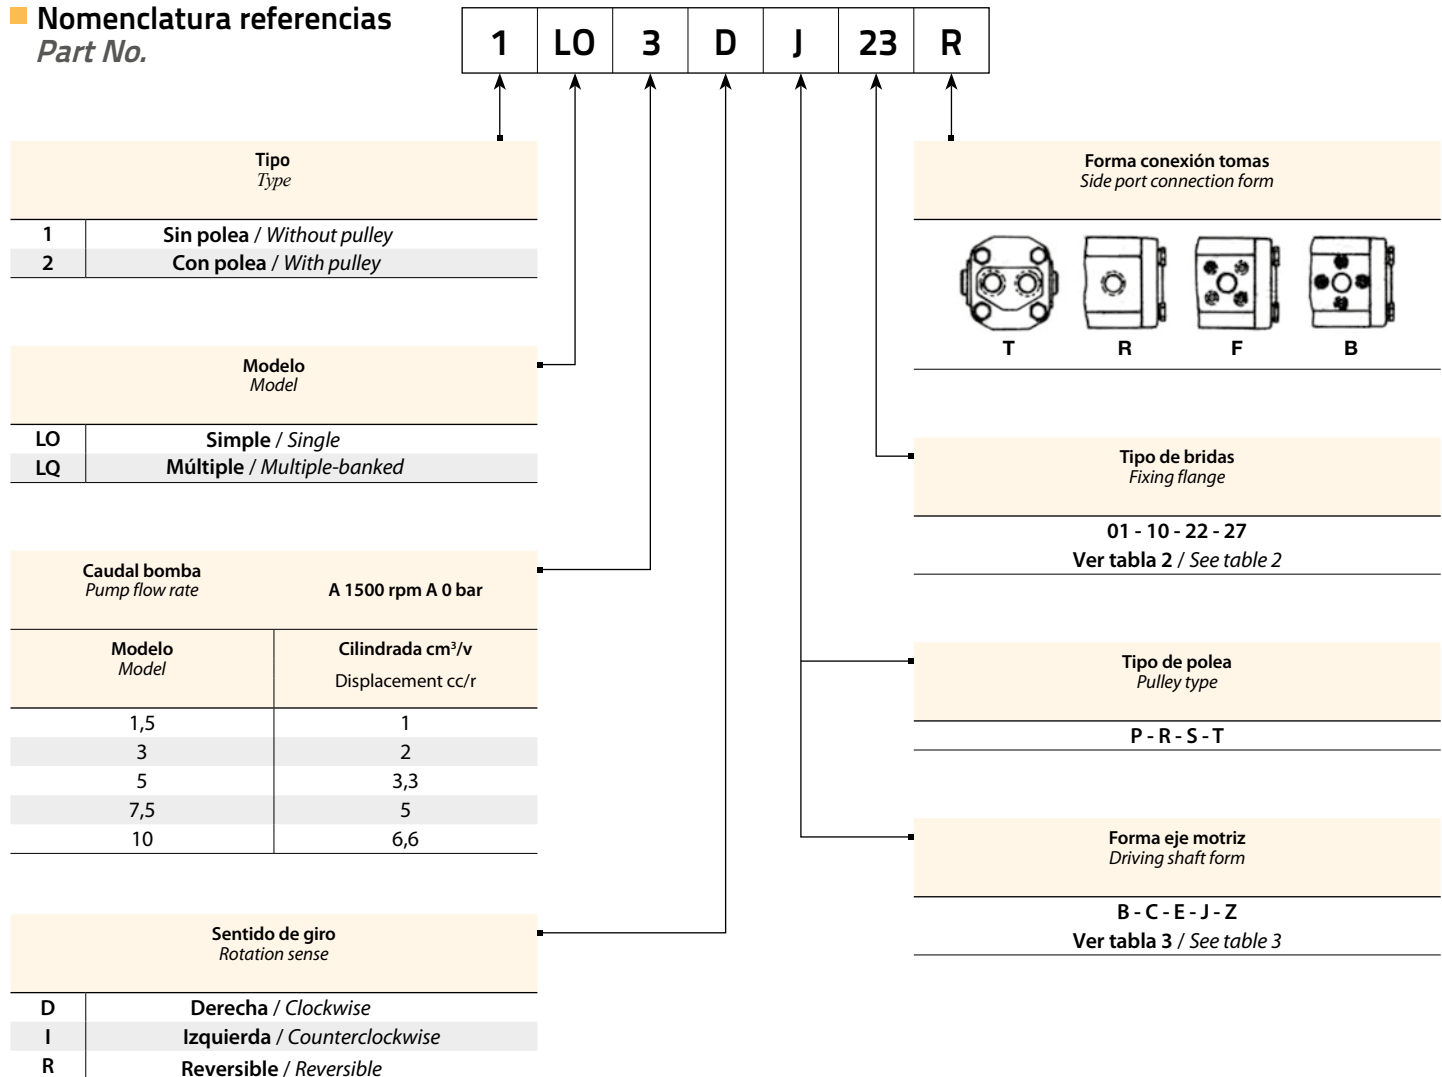 Nomenclatura referencias
Part No.
1 LO 3 D J 23 R
Tipo
Type
1 Sin polea / Without pulley
2 Con polea / With pulley
Modelo
Model
LO Simple / Single
LQ Múltiple / Multiple-banked
Caudal bomba
Pump flow rate
A 1500 rpm A 0 bar
Modelo
Model
Cilindrada cm³/v
Displacement cc/r
1,5 1
3 2
5 3,3
7,5 5
10 6,6
Sentido de giro
Rotation sense
D Derecha / Clockwise
I Izquierda / Counterclockwise
R Reversible / Reversible
Forma conexión tomas
Side port connection form
T R F B
Tipo de bridas
Fixing flange
01 - 10 - 22 - 27
Ver tabla 2 / See table 2
Tipo de polea
Pulley type
P - R - S - T
Forma eje motriz
Driving shaft form
B - C - E - J - Z
Ver tabla 3 / See table 3